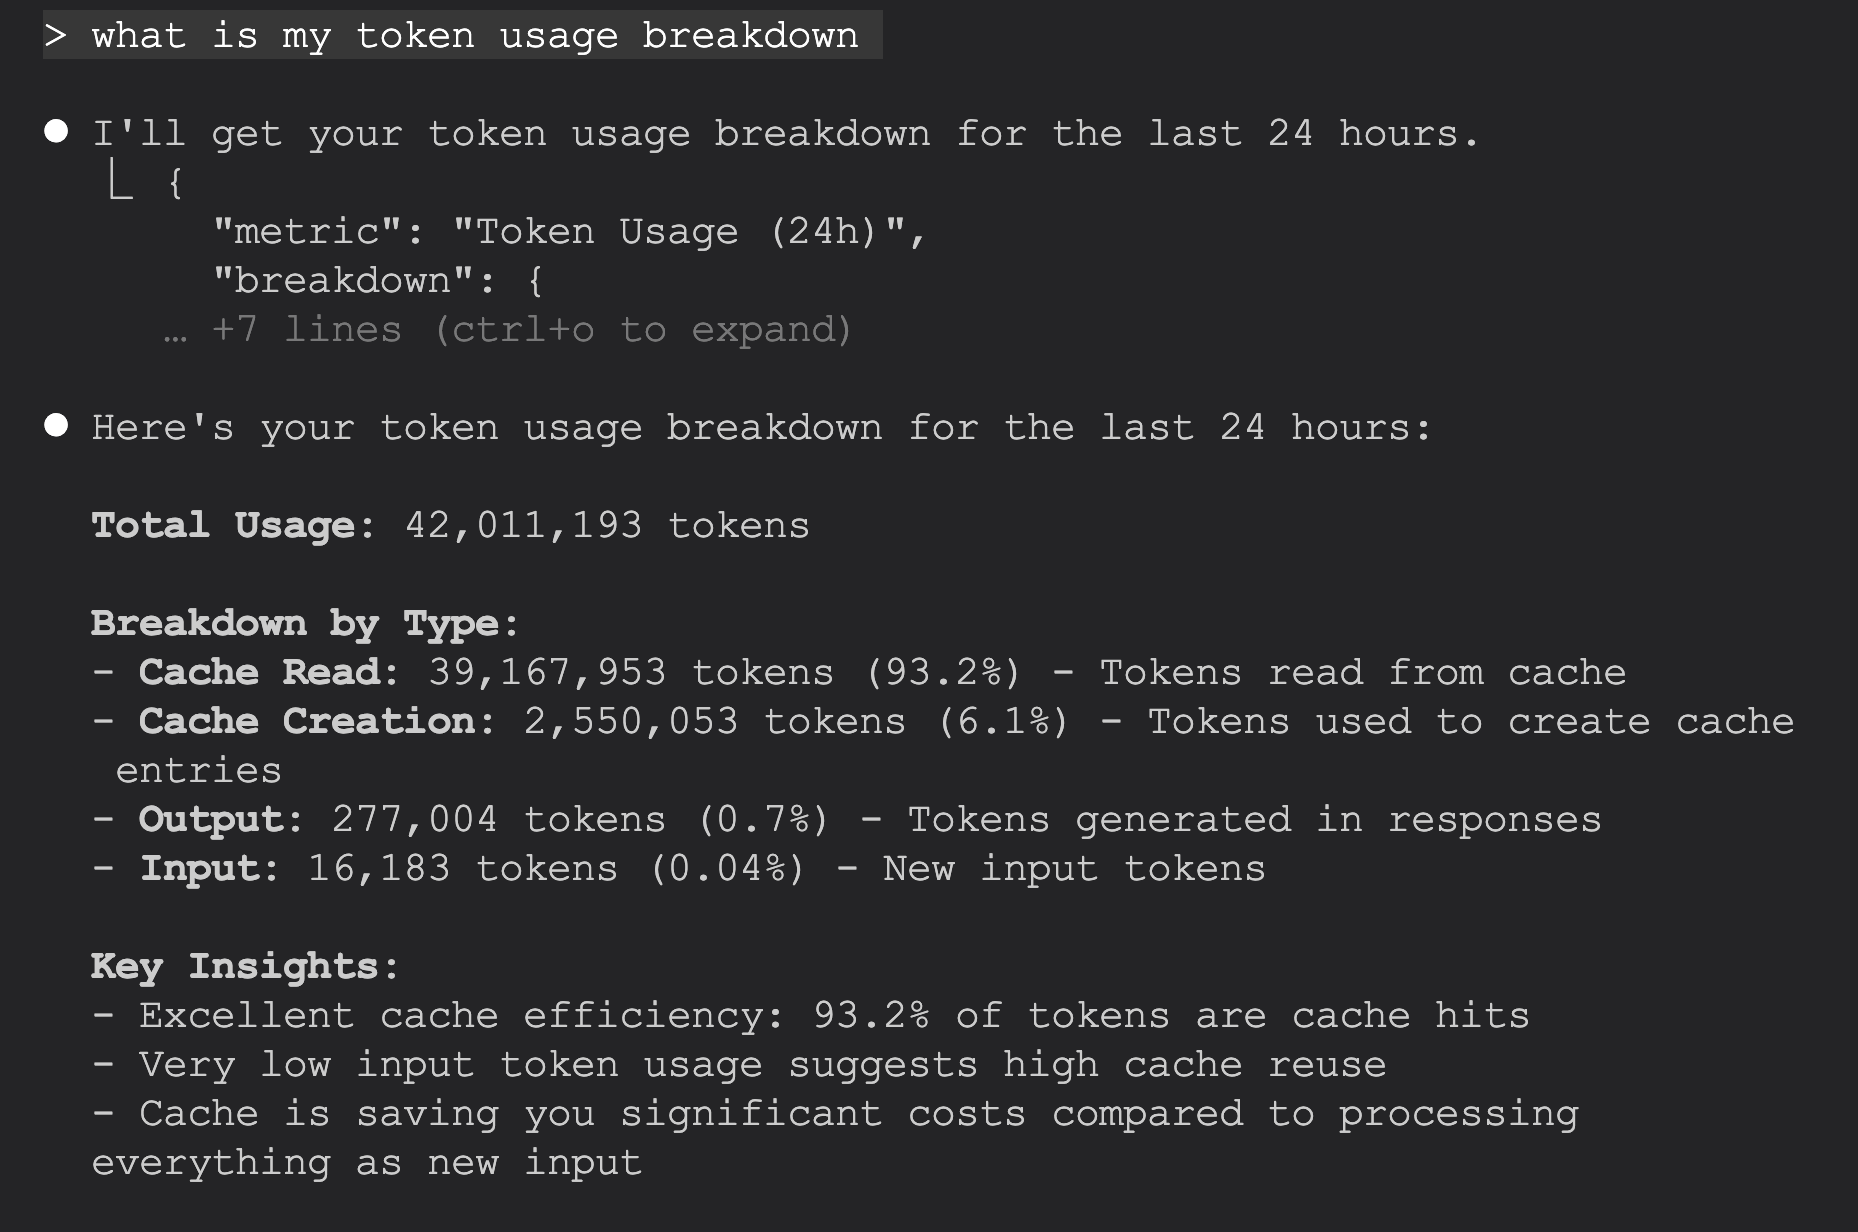 > what is my token usage breakdown
● I'll get your token usage breakdown for the last 24 hours.
⎿ {
"metric": "Token Usage (24h)",
"breakdown": {
… +7 lines (ctrl+o to expand)
● Here's your token usage breakdown for the last 24 hours:
Total Usage: 42,011,193 tokens
Breakdown by Type:
- Cache Read: 39,167,953 tokens (93.2%) - Tokens read from cache
- Cache Creation: 2,550,053 tokens (6.1%) - Tokens used to create cache
entries
- Output: 277,004 tokens (0.7%) - Tokens generated in responses
- Input: 16,183 tokens (0.04%) - New input tokens
Key Insights:
- Excellent cache efficiency: 93.2% of tokens are cache hits
- Very low input token usage suggests high cache reuse
- Cache is saving you significant costs compared to processing
everything as new input